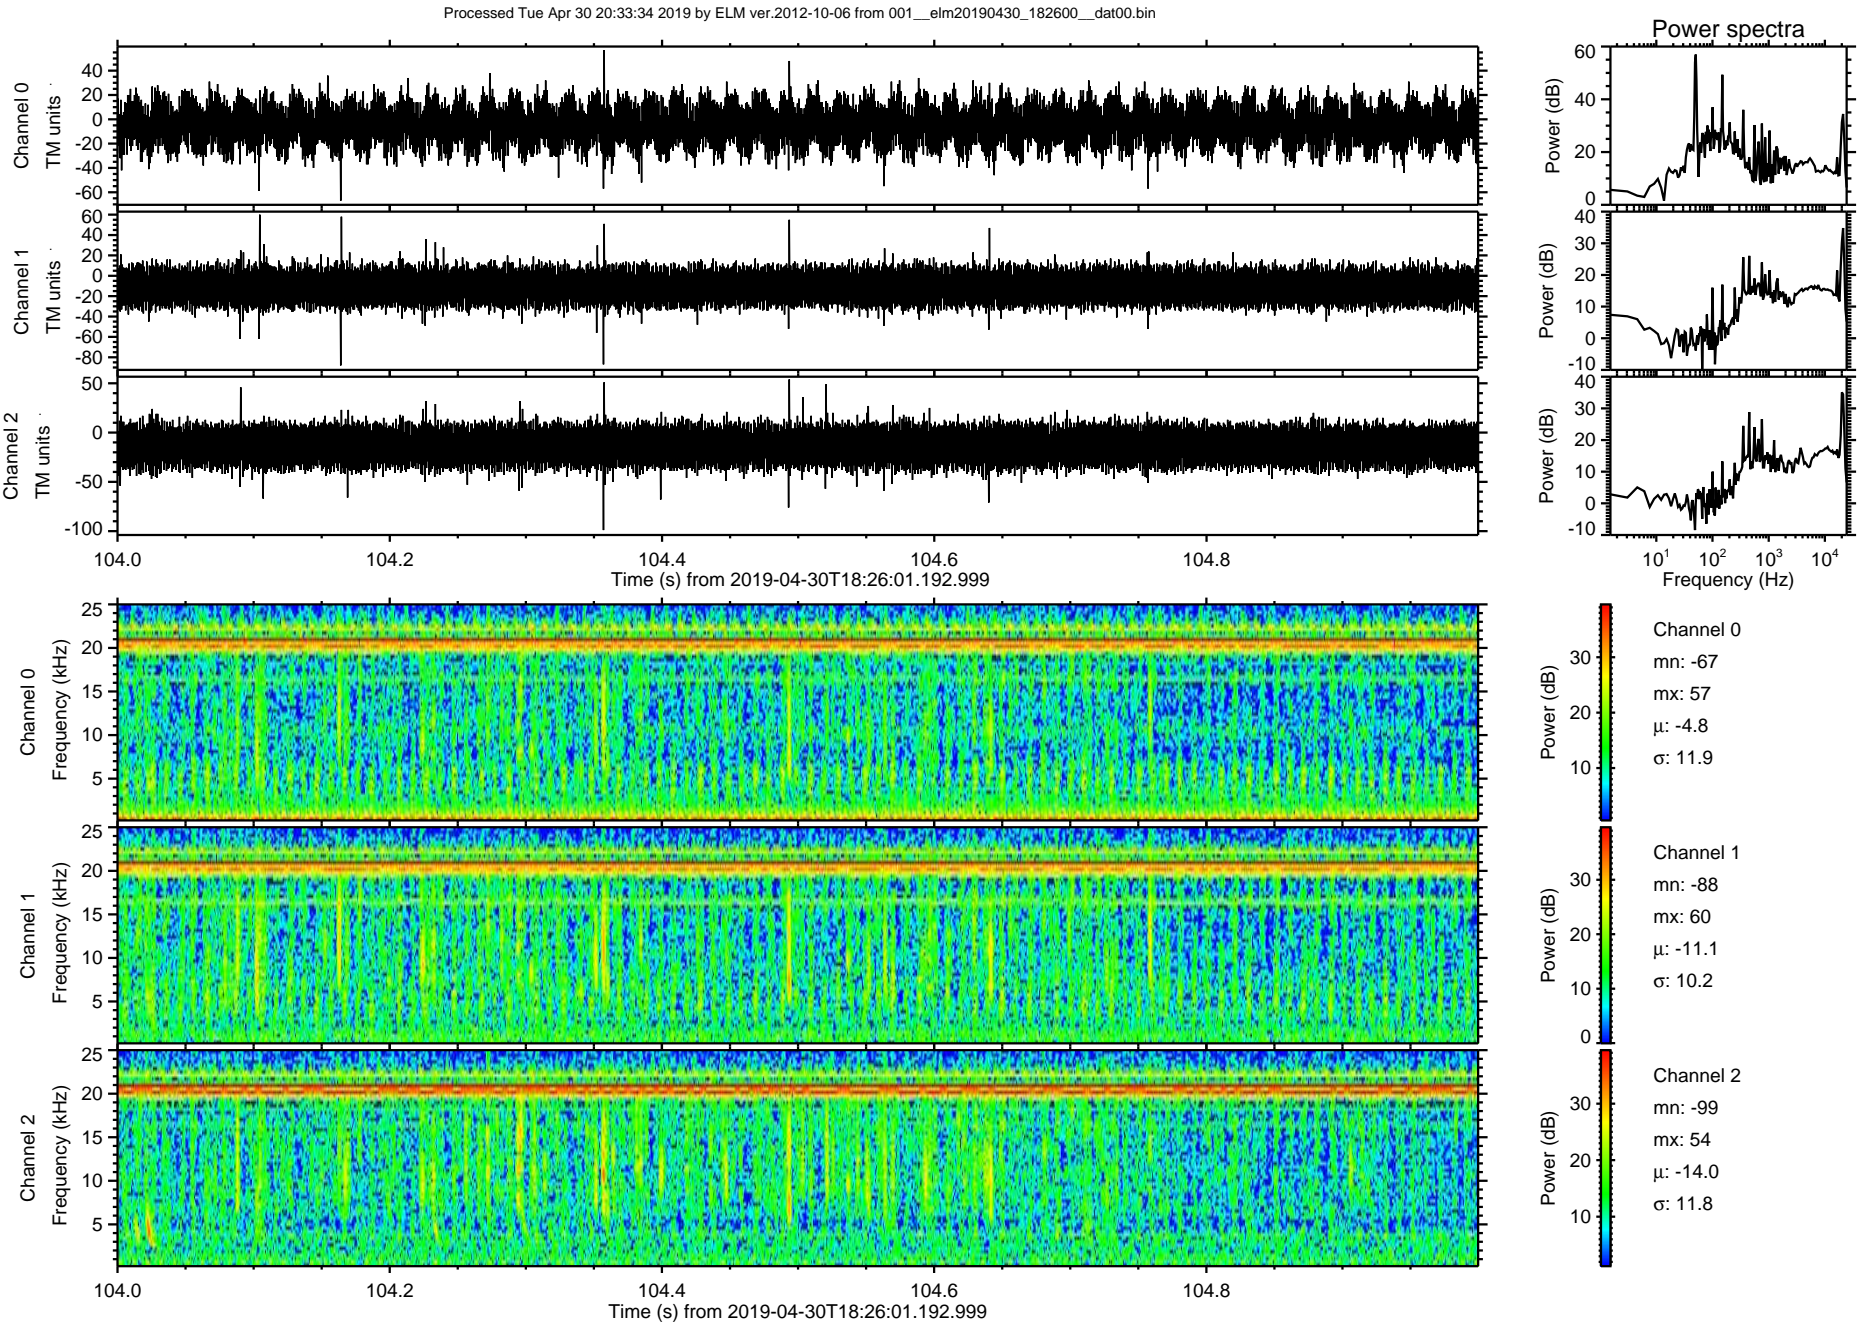 Processed Tue Apr 30 20:33:34 2019 by ELM ver.2012-10-06 from 001__elm20190430_182600__dat00.bin
Power spectra
Channel 0
TM units
40
20
0
-20
-40
-60
Power (dB)
60
40
20
0
Channel 1
TM units
60
40
20
0
-20
-40
-60
-80
Power (dB)
40
30
20
10
0
-10
Channel 2
TM units
50
0
-50
-100
Power (dB)
40
30
20
10
0
-10
104.0 104.2 104.4 104.6 104.8
Time (s) from 2019-04-30T18:26:01.192.999
10^1 10^2 10^3 10^4
Frequency (Hz)
Channel 0
Frequency (kHz)
25
20
15
10
5
Power (dB)
30
20
10
Channel 0
mn: -67
mx: 57
μ: -4.8
σ: 11.9
Channel 1
Frequency (kHz)
25
20
15
10
5
Power (dB)
30
20
10
0
Channel 1
mn: -88
mx: 60
μ: -11.1
σ: 10.2
Channel 2
Frequency (kHz)
25
20
15
10
5
Power (dB)
30
20
10
Channel 2
mn: -99
mx: 54
μ: -14.0
σ: 11.8
104.0 104.2 104.4 104.6 104.8
Time (s) from 2019-04-30T18:26:01.192.999